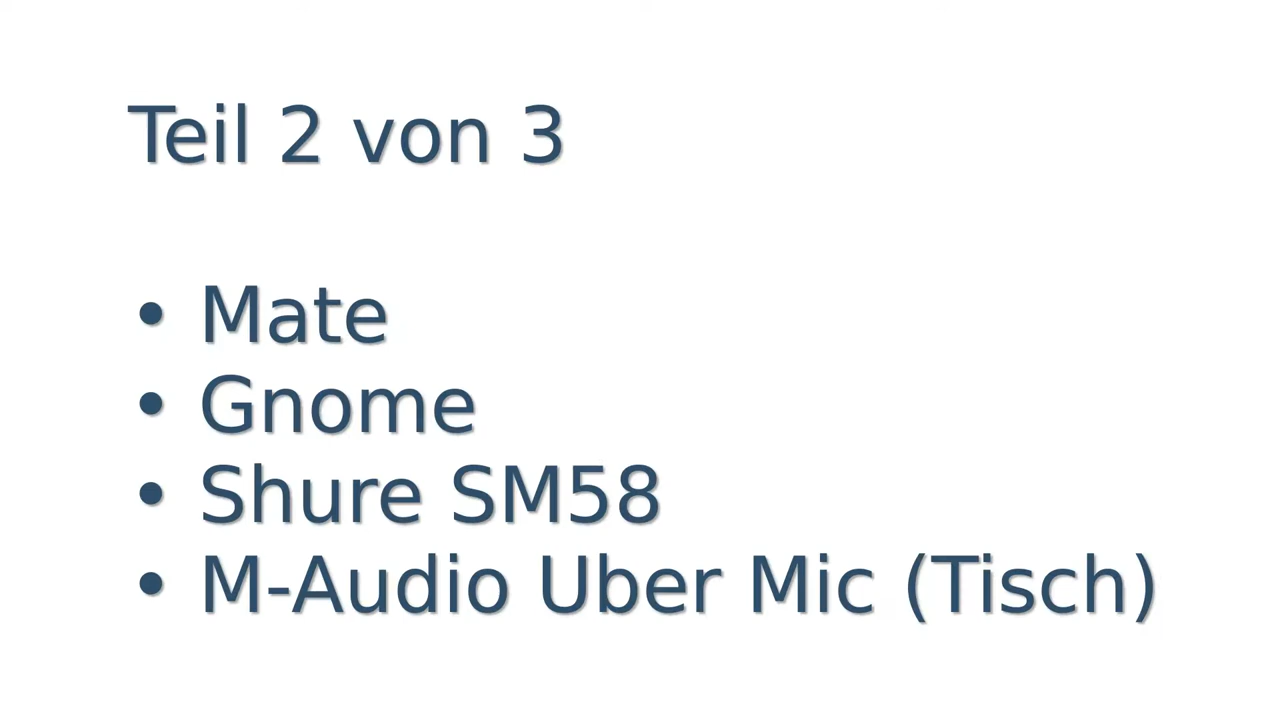 Teil 2 von 3
• Mate
• Gnome
• Shure SM58
• M-Audio Uber Mic (Tisch)